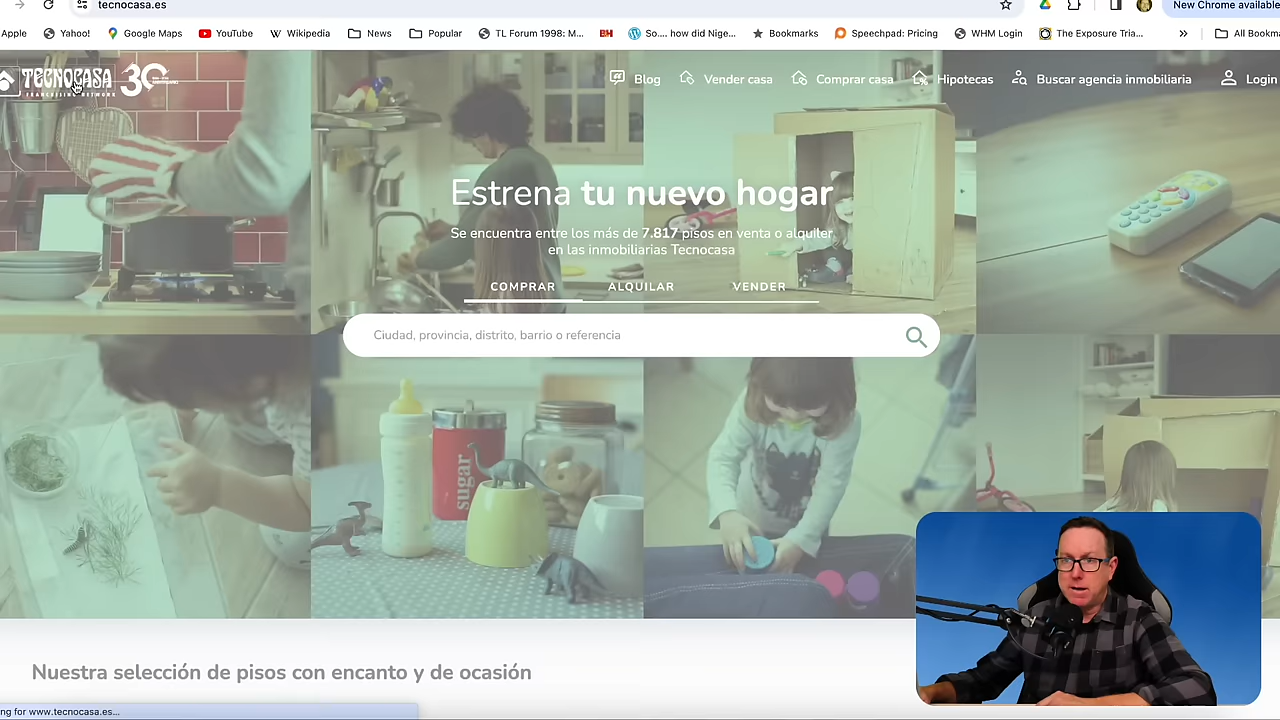 tecnocasa.es
New Chrome available
Apple
Yahoo!
Google Maps
YouTube
Wikipedia
News
Popular
TL Forum 1998: M...
BH
So.... how did Nige...
Bookmarks
Speechpad: Pricing
WHM Login
The Exposure Tria...
»
All Bookma
TECNOCASA
FRANCHISING NETWORK
30
Blog
Vender casa
Comprar casa
Hipotecas
Buscar agencia inmobiliaria
Login
Estrena tu nuevo hogar
Se encuentra entre los más de 7.817 pisos en venta o alquiler
en las inmobiliarias Tecnocasa
COMPRAR
ALQUILAR
VENDER
Ciudad, provincia, distrito, barrio o referencia
sugar
Nuestra selección de pisos con encanto y de ocasión
ng for www.tecnocasa.es...